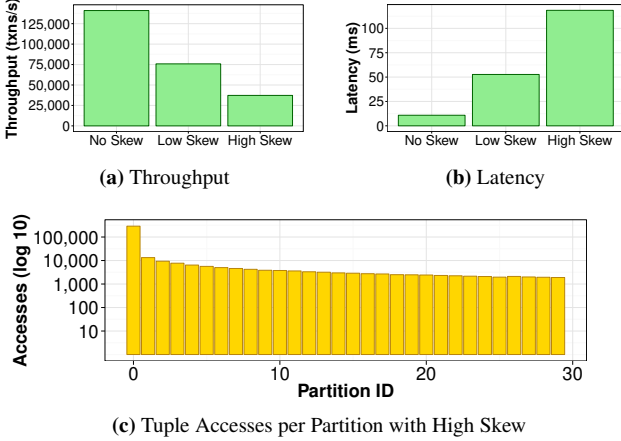 Throughput (txns/s)
125,000
100,000
75,000
50,000
25,000
0
No Skew Low Skew High Skew
(a) Throughput
Latency (ms)
100
75
50
25
0
No Skew Low Skew High Skew
(b) Latency
Accesses (log 10)
100,000
10,000
1,000
100
10
0 10 20 30
Partition ID
(c) Tuple Accesses per Partition with High Skew